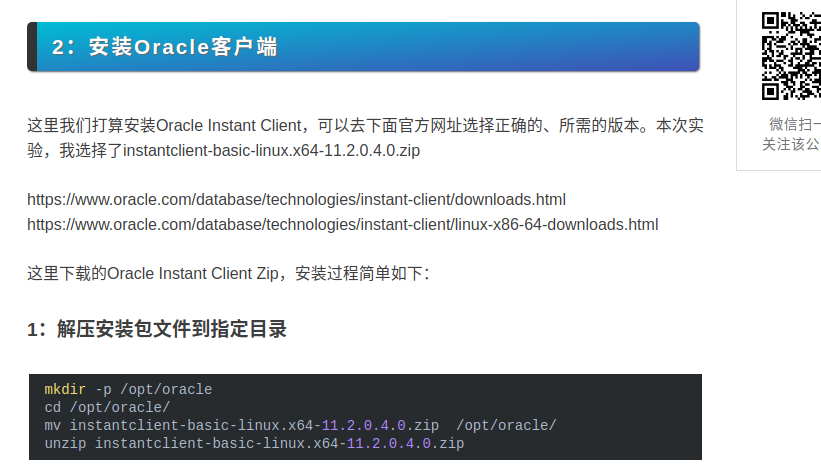 2：安装Oracle客户端
这里我们打算安装Oracle Instant Client，可以去下面官方网址选择正确的、所需的版本。本次实
验，我选择了instantclient-basic-linux.x64-11.2.0.4.0.zip
https://www.oracle.com/database/technologies/instant-client/downloads.html
https://www.oracle.com/database/technologies/instant-client/linux-x86-64-downloads.html
这里下载的Oracle Instant Client Zip，安装过程简单如下：
1：解压安装包文件到指定目录
mkdir -p /opt/oracle
cd /opt/oracle/
mv instantclient-basic-linux.x64-11.2.0.4.0.zip  /opt/oracle/
unzip instantclient-basic-linux.x64-11.2.0.4.0.zip
微信扫一
关注该公